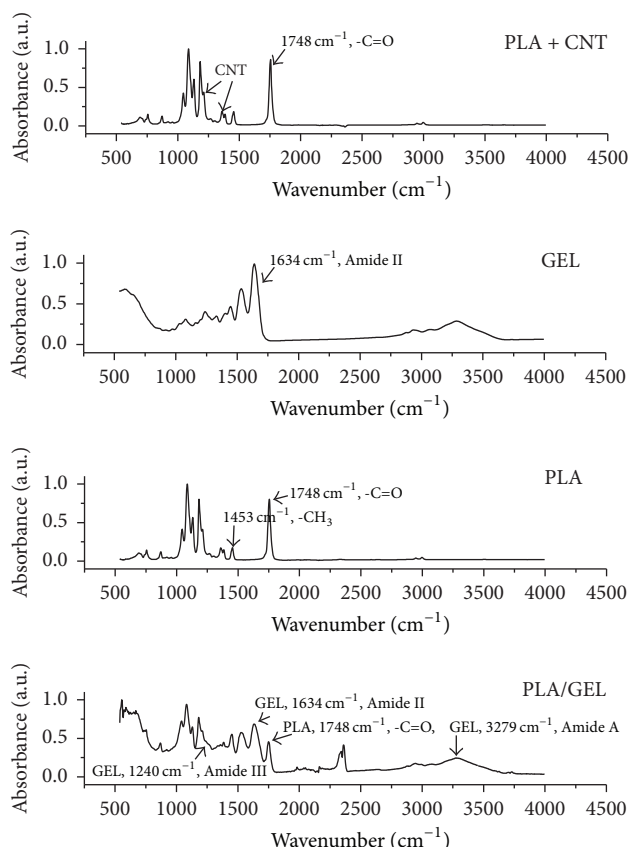 PLA + CNT
1748 cm⁻¹, -C=O
CNT
Absorbance (a.u.)
1.0
0.5
0.0
500 1000 1500 2000 2500 3000 3500 4000 4500
Wavenumber (cm⁻¹)
GEL
1634 cm⁻¹, Amide II
Absorbance (a.u.)
1.0
0.5
0.0
500 1000 1500 2000 2500 3000 3500 4000 4500
Wavenumber (cm⁻¹)
PLA
1748 cm⁻¹, -C=O
1453 cm⁻¹, -CH₃
Absorbance (a.u.)
1.0
0.5
0.0
500 1000 1500 2000 2500 3000 3500 4000 4500
Wavenumber (cm⁻¹)
PLA/GEL
GEL, 1634 cm⁻¹, Amide II
PLA, 1748 cm⁻¹, -C=O,
GEL, 3279 cm⁻¹, Amide A
GEL, 1240 cm⁻¹, Amide III
Absorbance (a.u.)
1.0
0.5
0.0
500 1000 1500 2000 2500 3000 3500 4000 4500
Wavenumber (cm⁻¹)